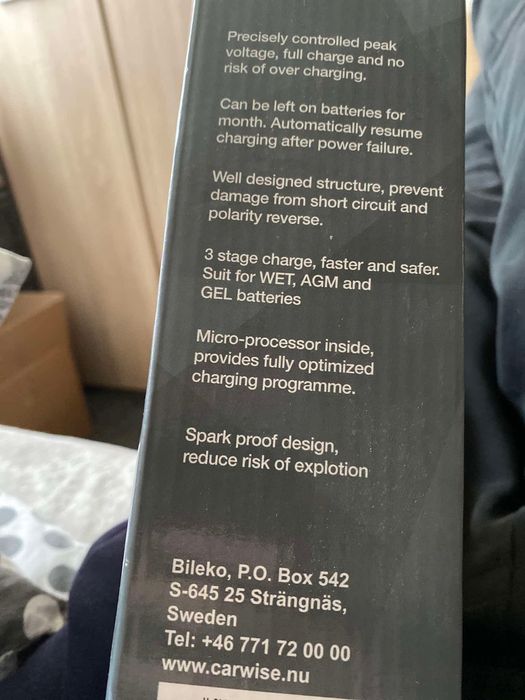 Precisely controlled peak
voltage, full charge and no
risk of over charging.
Can be left on batteries for
month. Automatically resume
charging after power failure.
Well designed structure, prevent
damage from short circuit and
polarity reverse.
3 stage charge, faster and safer.
Suit for WET, AGM and
GEL batteries
Micro-processor inside,
provides fully optimized
charging programme.
Spark proof design,
reduce risk of explotion
Bileko, P.O. Box 542
S-645 25 Strängnäs,
Sweden
Tel: +46 771 72 00 00
www.carwise.nu